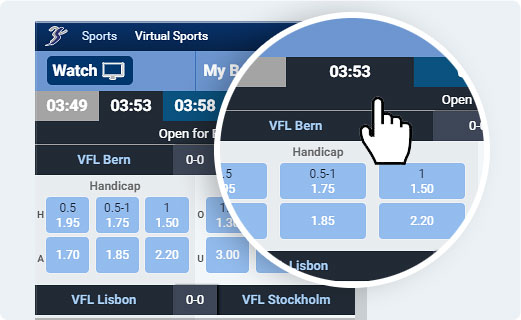 Sports Virtual Sports
Watch My B
03:49 03:53 03:58
Open for
VFL Bern 0-0
Handicap
H 0.5 0.5-1 1 O
1.95 1.75 1.50
A 1.70 1.85 2.20 U 3.00
VFL Lisbon 0-0 VFL Stockholm
03:53
Open
VFL Bern 0-0
Handicap
.5 0.5-1 1
.95 1.75 1.50
1.85 2.20
Lisbon